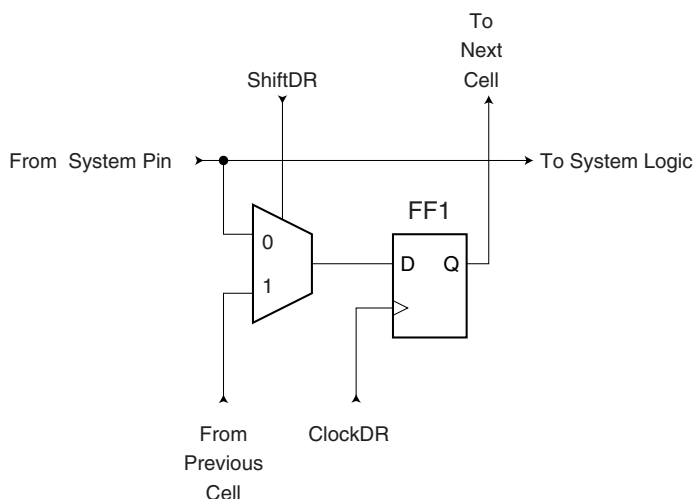 To
Next
Cell
ShiftDR
From System Pin
To System Logic
FF1
0
D Q
1
From
Previous
Cell
ClockDR